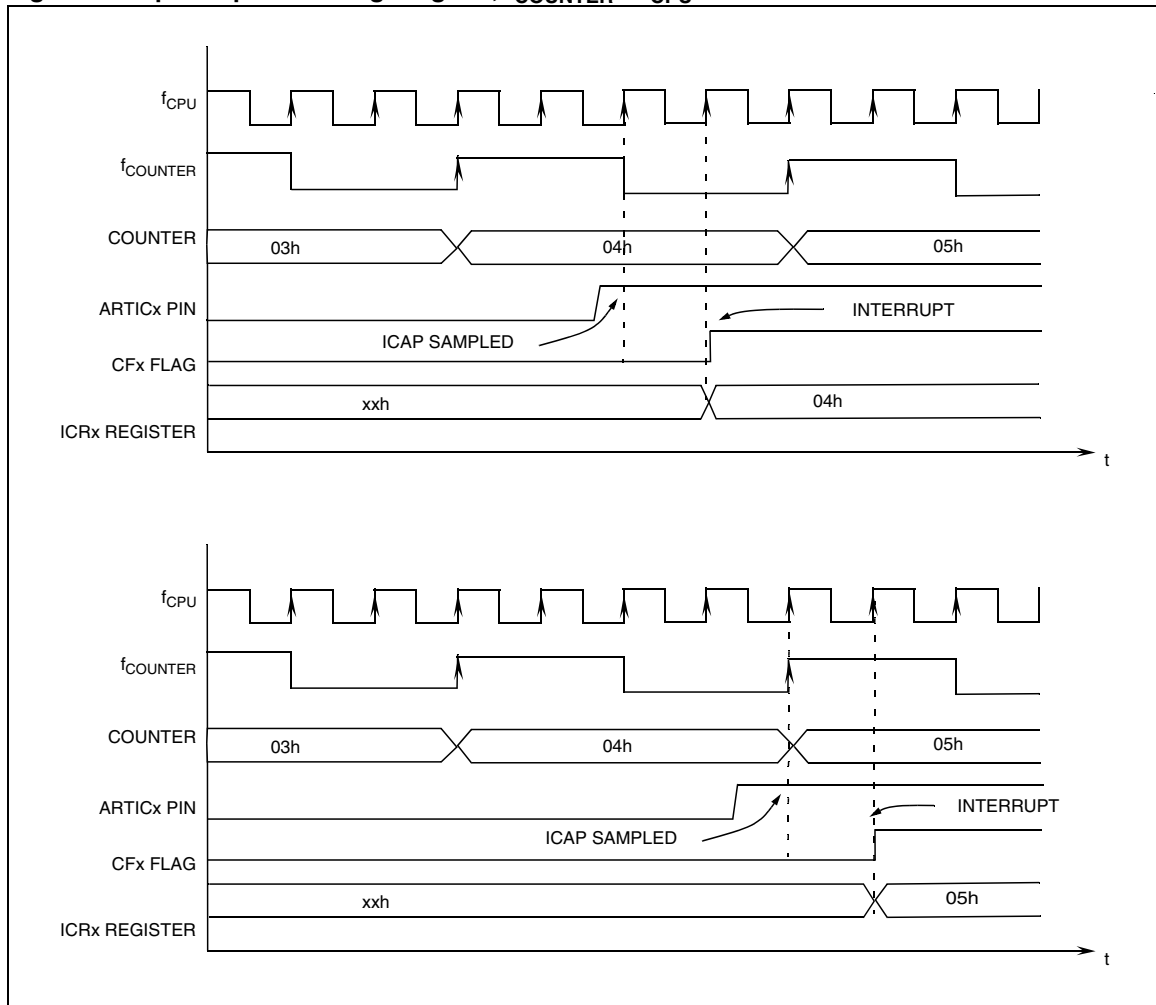 COUNTER
fCPU
fCOUNTER
COUNTER
03h
04h
05h
ARTICx PIN
INTERRUPT
ICAP SAMPLED
CFx FLAG
xxh
04h
ICRx REGISTER
t
fCPU
fCOUNTER
COUNTER
03h
04h
05h
ARTICx PIN
INTERRUPT
ICAP SAMPLED
CFx FLAG
xxh
05h
ICRx REGISTER
t